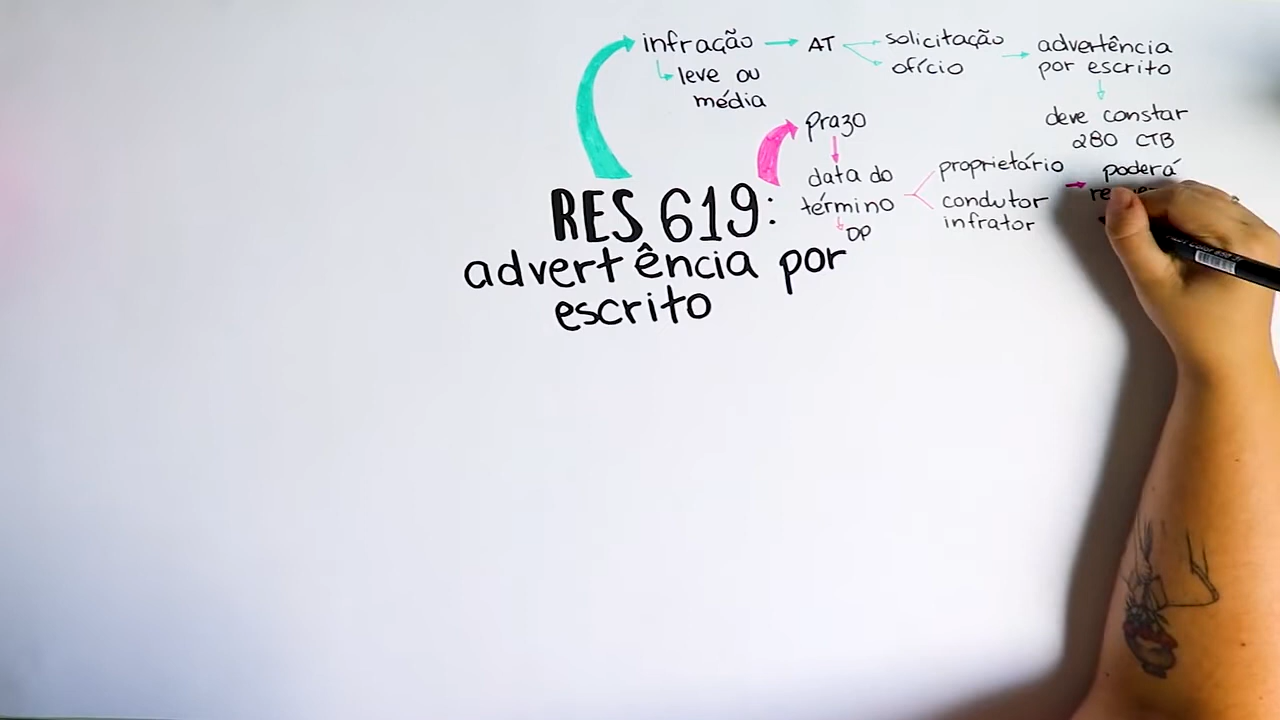 infração → AT
↳ leve ou
média
solicitação
ofício
→ advertência
por escrito
deve constar
280 CTB
prazo
data do
término
DP
proprietário
condutor
infrator
poderá
RES 619:
advertência por
escrito